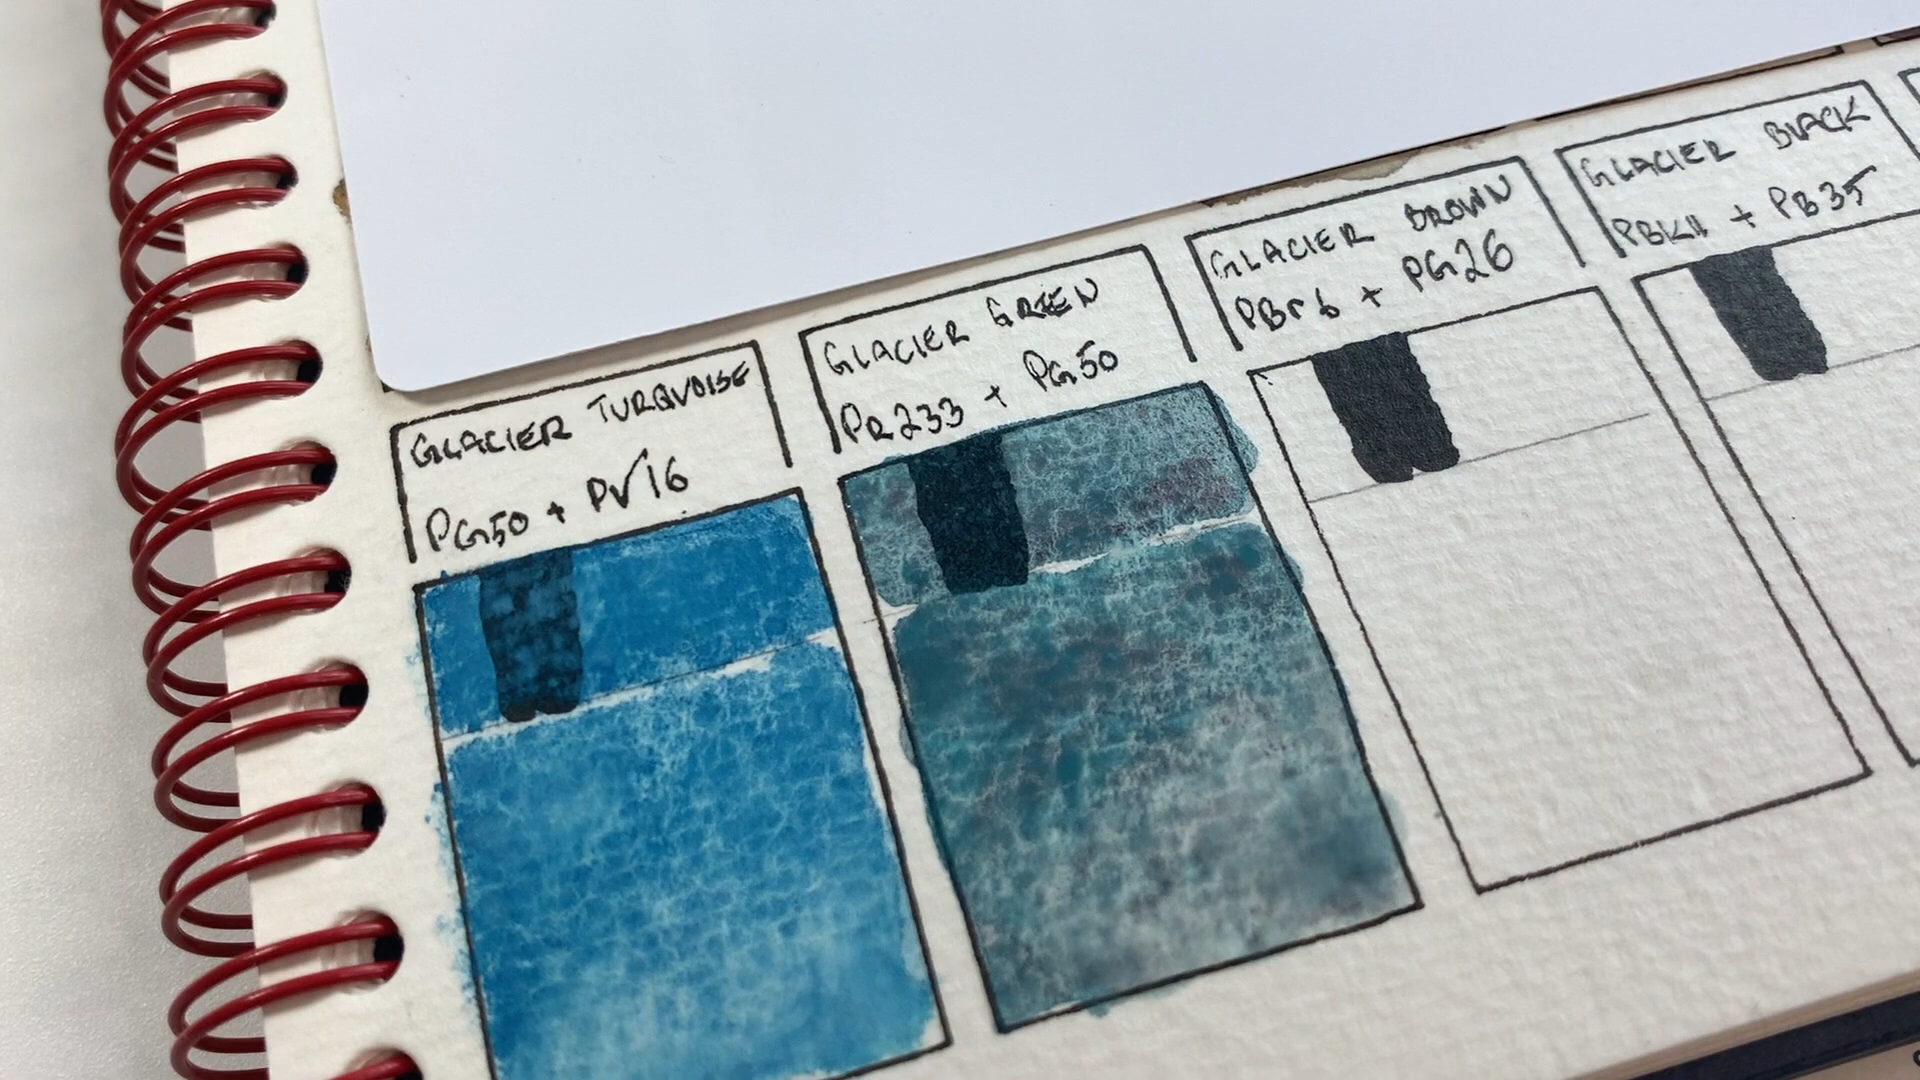 GLACIER TURQUOISE
PG50 + PV16
GLACIER GREEN
PR233 + PG50
GLACIER BROWN
PBr6 + PG26
GLACIER BLACK
PBK11 + PB35